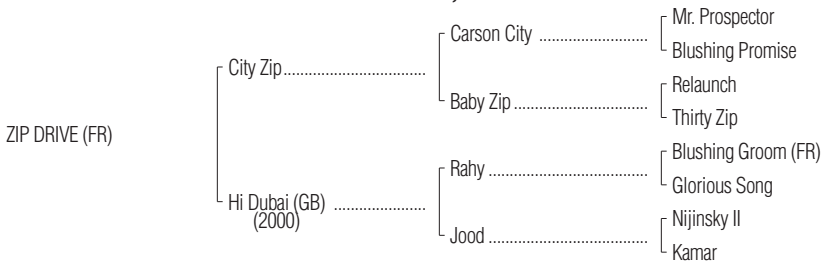 Mr. Prospector
Carson City ............................
Blushing Promise
City Zip....................................
Relaunch
Baby Zip .................................
Thirty Zip
ZIP DRIVE (FR)
Blushing Groom (FR)
Rahy ........................................
Glorious Song
Hi Dubai (GB) .......................
(2000)
Nijinsky II
Jood ........................................
Kamar